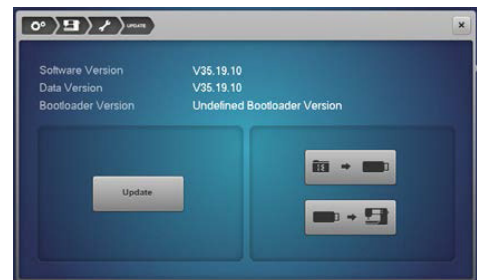 UPDATE
Software Version V35.19.10
Data Version V35.19.10
Bootloader Version Undefined Bootloader Version
Update